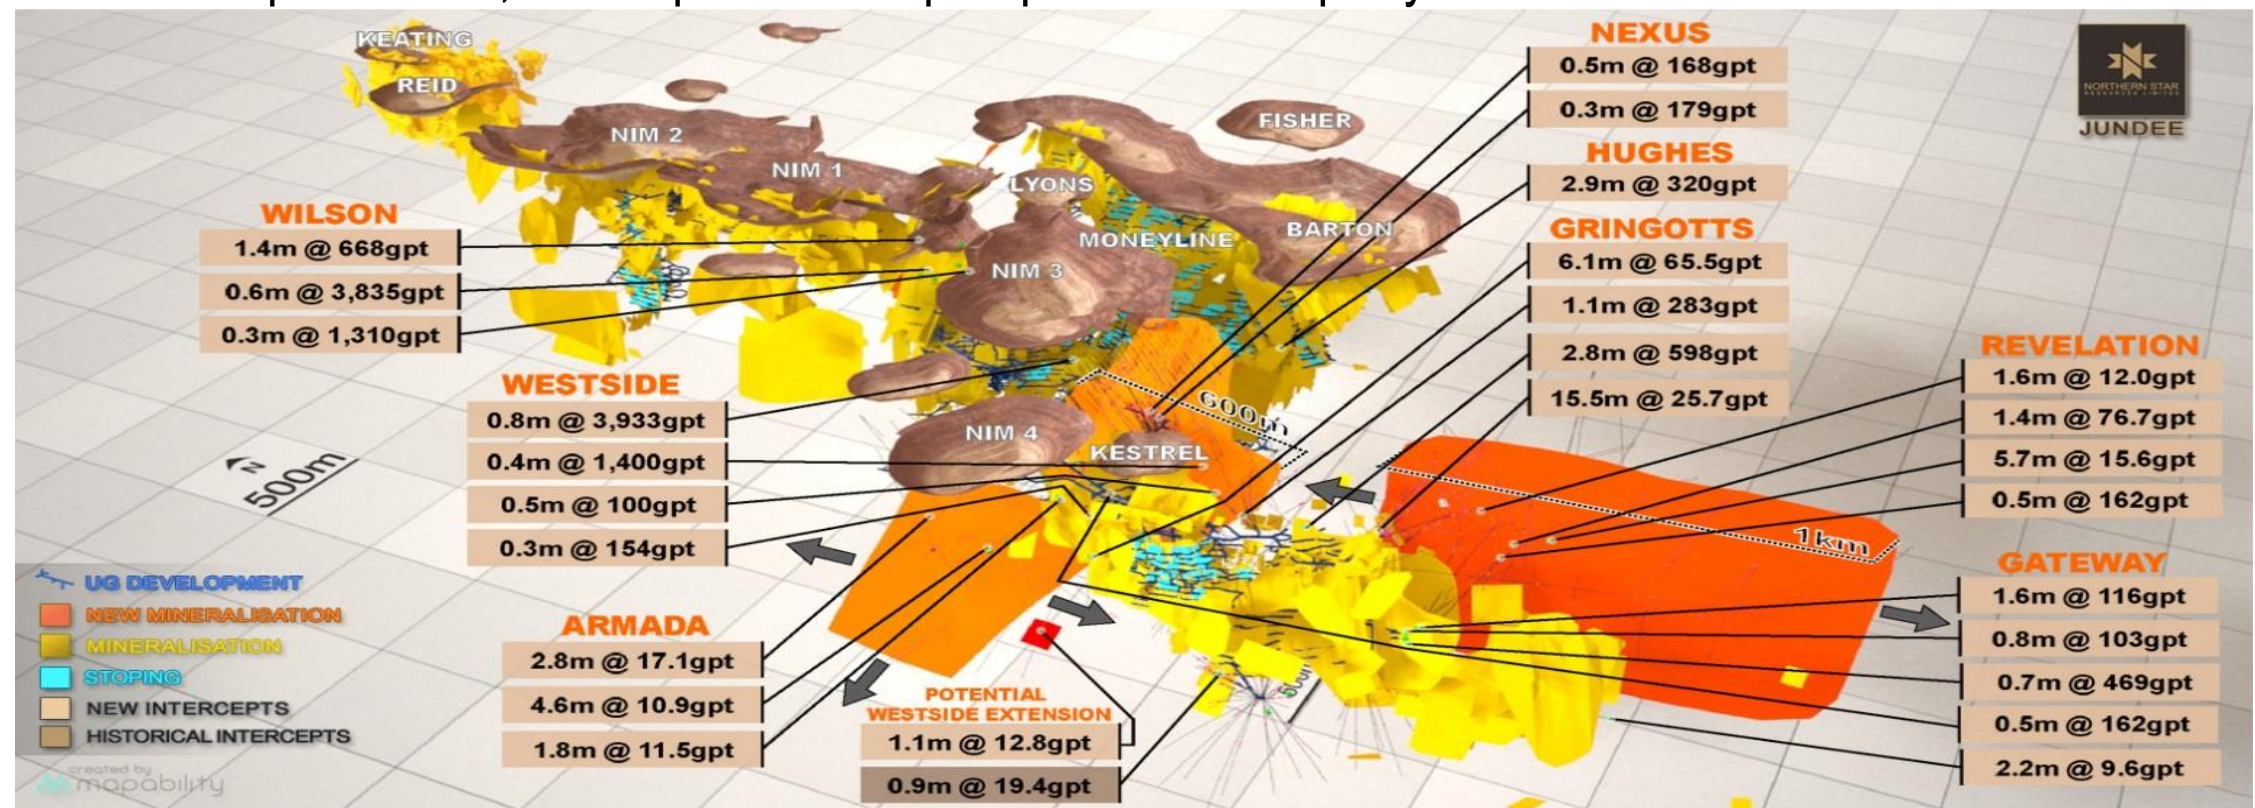 KEATING
REID
NIM 2
NIM 1
LYONS
FISHER
MONEYLINE
BARTON
NIM 3
NIM 4
KESTREL
600m
1km
N
500m
NEXUS
0.5m @ 168gpt
0.3m @ 179gpt
HUGHES
2.9m @ 320gpt
GRINGOTTS
6.1m @ 65.5gpt
1.1m @ 283gpt
2.8m @ 598gpt
15.5m @ 25.7gpt
NORTHERN STAR
RESOURCES LIMITED
JUNDEE
WILSON
1.4m @ 668gpt
0.6m @ 3,835gpt
0.3m @ 1,310gpt
WESTSIDE
0.8m @ 3,933gpt
0.4m @ 1,400gpt
0.5m @ 100gpt
0.3m @ 154gpt
REVELATION
1.6m @ 12.0gpt
1.4m @ 76.7gpt
5.7m @ 15.6gpt
0.5m @ 162gpt
GATEWAY
1.6m @ 116gpt
0.8m @ 103gpt
0.7m @ 469gpt
0.5m @ 162gpt
2.2m @ 9.6gpt
ARMADA
2.8m @ 17.1gpt
4.6m @ 10.9gpt
1.8m @ 11.5gpt
POTENTIAL
WESTSIDE EXTENSION
1.1m @ 12.8gpt
0.9m @ 19.4gpt
UG DEVELOPMENT
NEW MINERALISATION
MINERALISATION
STOPING
NEW INTERCEPTS
HISTORICAL INTERCEPTS
created by
mapability